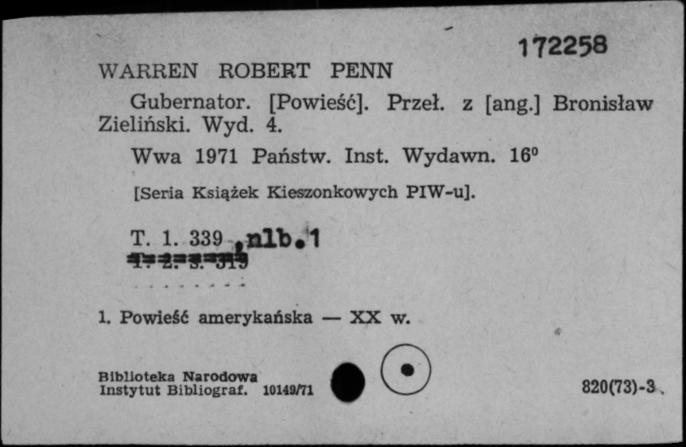 172258
WARREN ROBERT PENN
Gubernator. [Powieść]. Przeł. z [ang.] Bronisław
Zieliński. Wyd. 4.
Wwa 1971 Państw. Inst. Wydawn. 16⁰
[Seria Książek Kieszonkowych PIW-u].
T. 1. 339 ,nlb.1
T. 2. s. 319
1. Powieść amerykańska — XX w.
Biblioteka Narodowa
Instytut Bibliograf. 10149/71
820(73)-3.